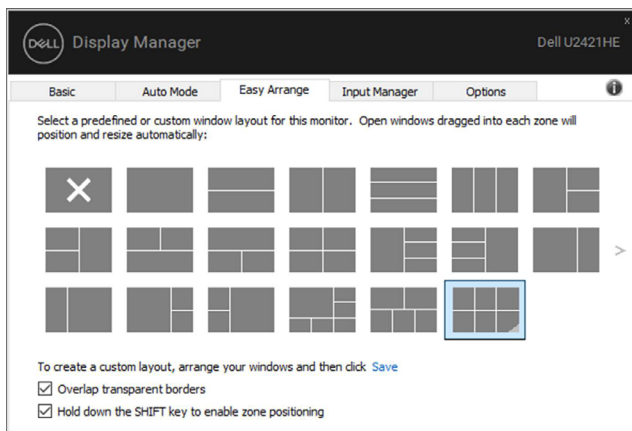 x
DELL Display Manager Dell U2421HE
Basic Auto Mode Easy Arrange Input Manager Options
Select a predefined or custom window layout for this monitor. Open windows dragged into each zone will
position and resize automatically:
To create a custom layout, arrange your windows and then click Save
Overlap transparent borders
Hold down the SHIFT key to enable zone positioning